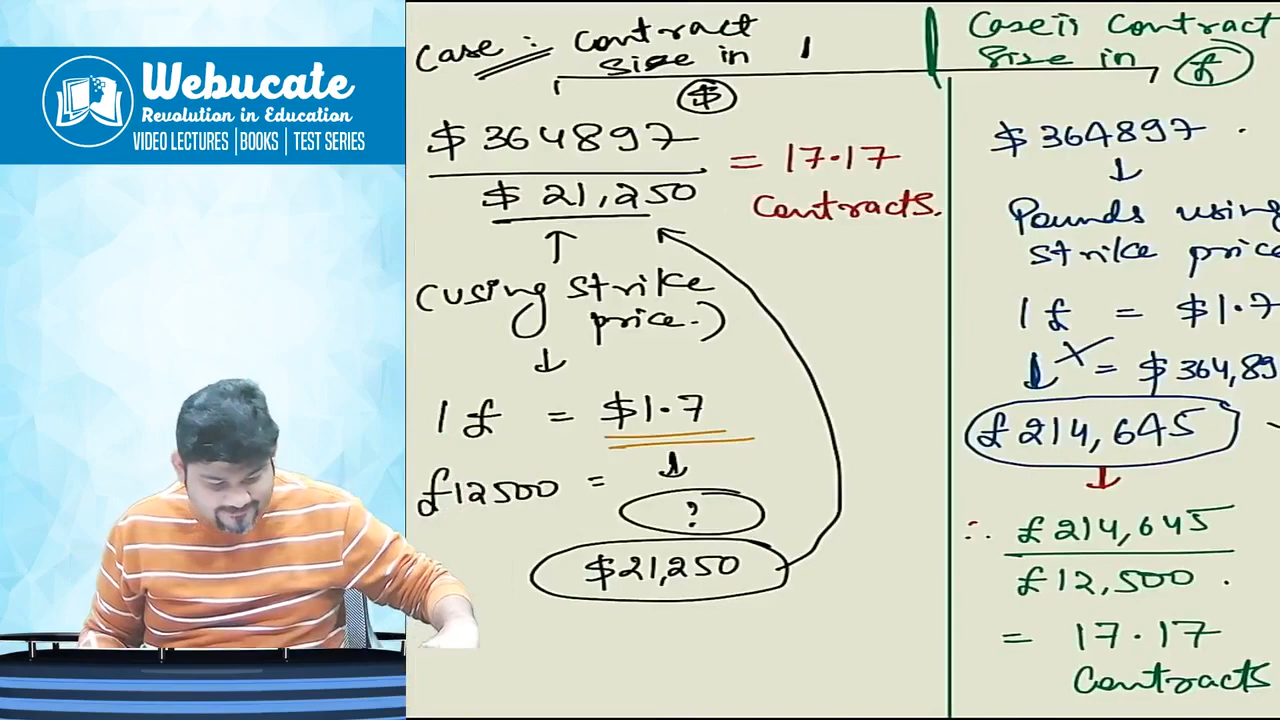 Webucate
Revolution in Education
VIDEO LECTURES | BOOKS | TEST SERIES
Case: Contract
Size in
$
$ 364897
$ 21,250
= 17.17
Contracts.
(using strike
price.)
1 £ = $1.7
£12500 =
?
$21,250
Case ii Contract
Size in £
$ 364897
Pounds using
strike price
1 £ = $1.7
X = $364,89
£214,645
∴ £214,645
£12,500
= 17.17
Contracts